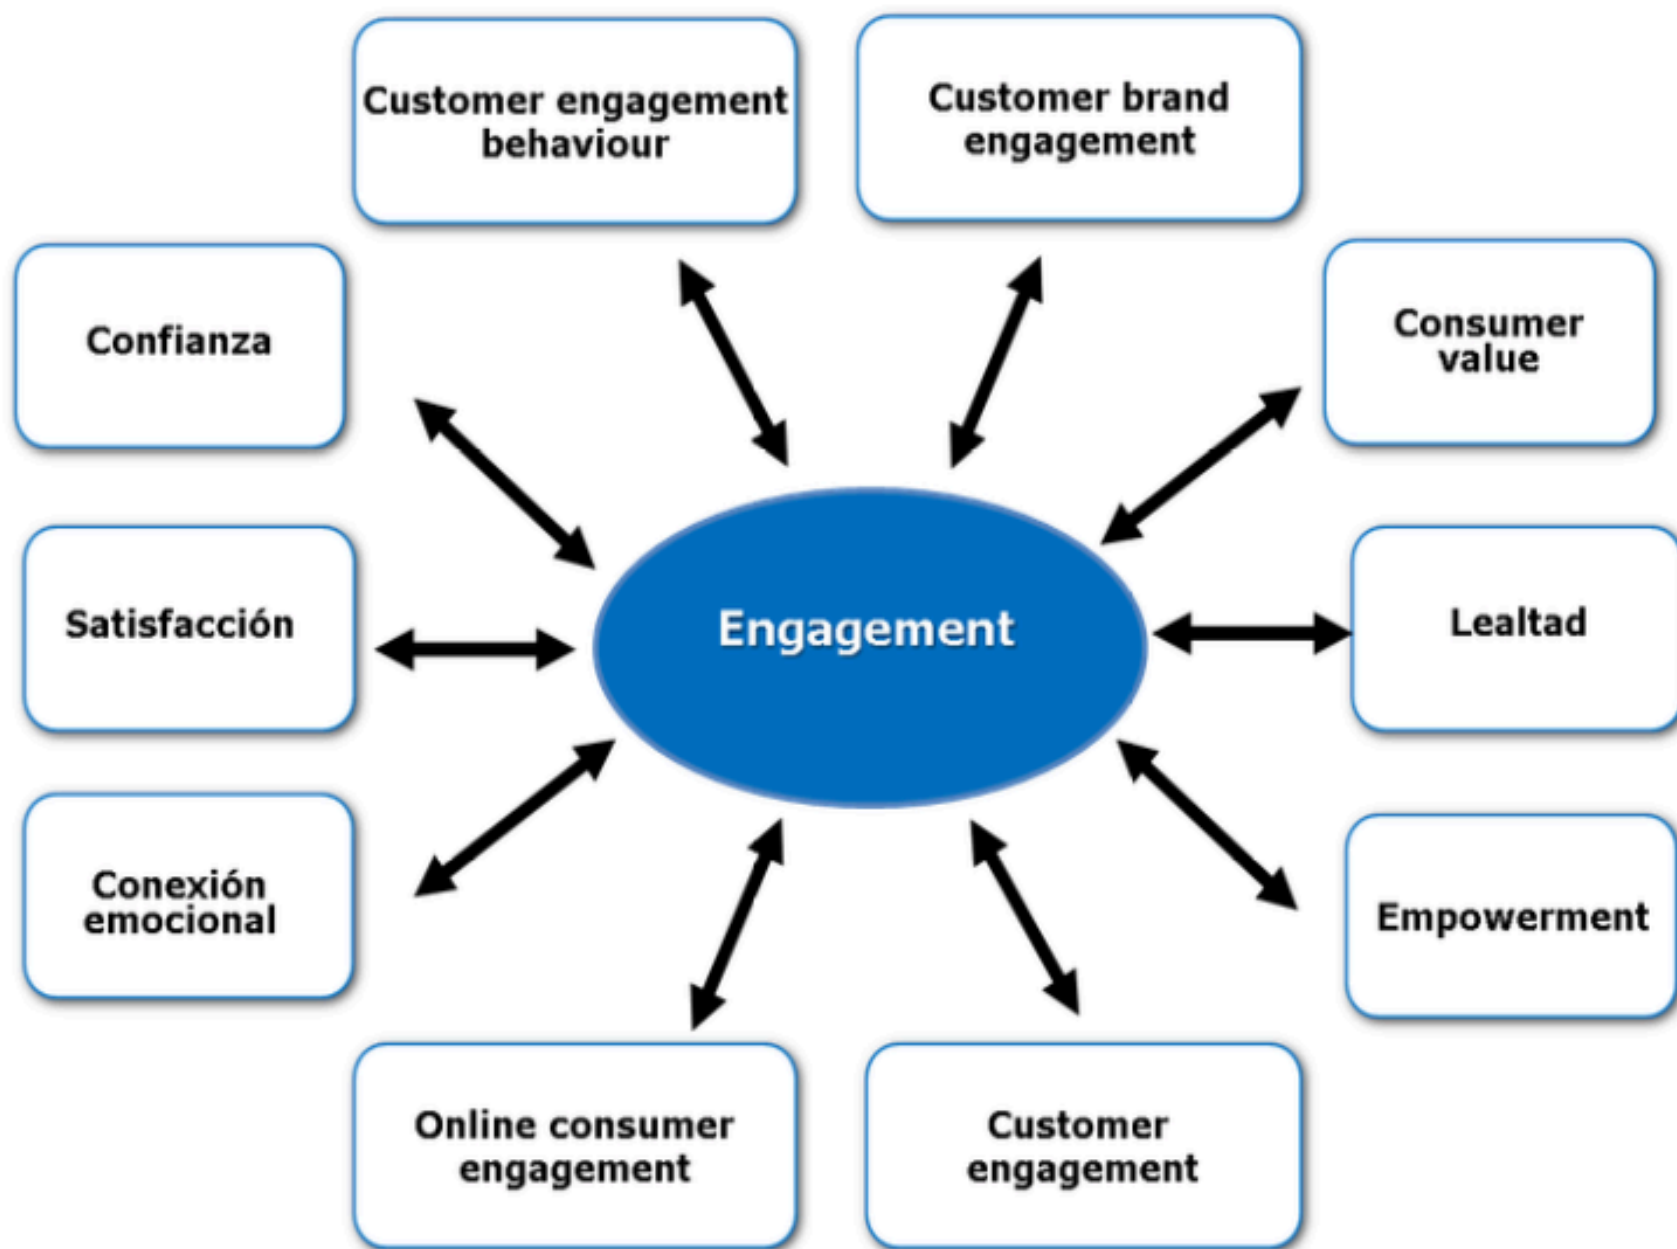 Customer engagement
behaviour
Customer brand
engagement
Confianza
Consumer
value
Satisfacción
Engagement
Lealtad
Conexión
emocional
Empowerment
Online consumer
engagement
Customer
engagement